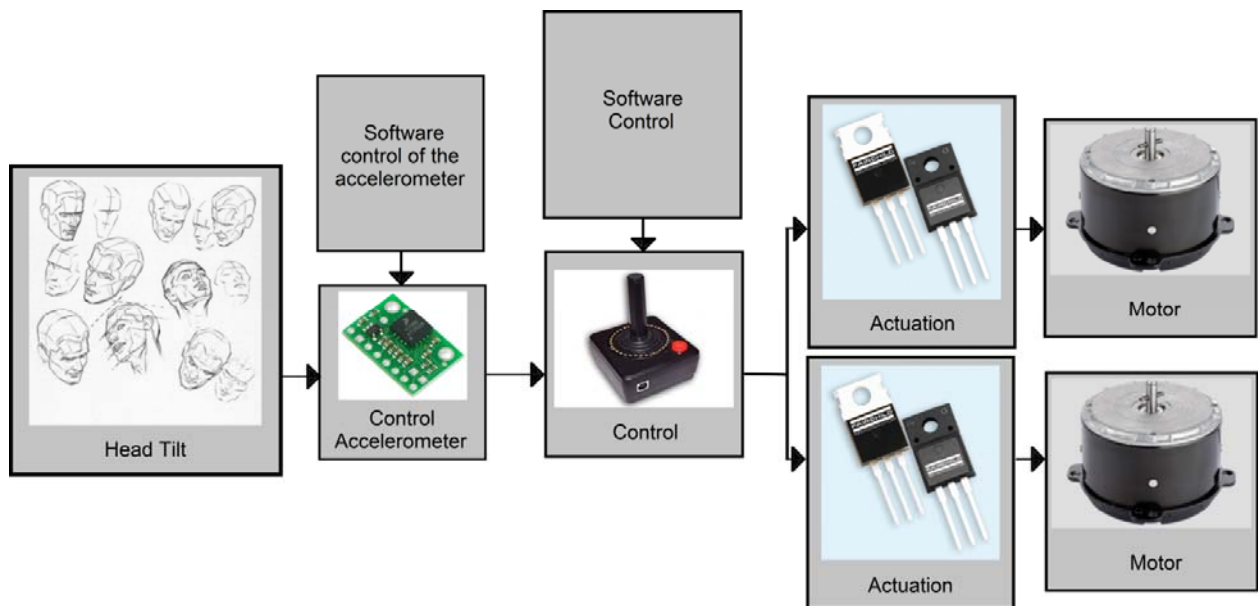 Software
control of the
accelerometer
Software
Control
Head Tilt
Control
Accelerometer
Control
Actuation
Motor
Actuation
Motor